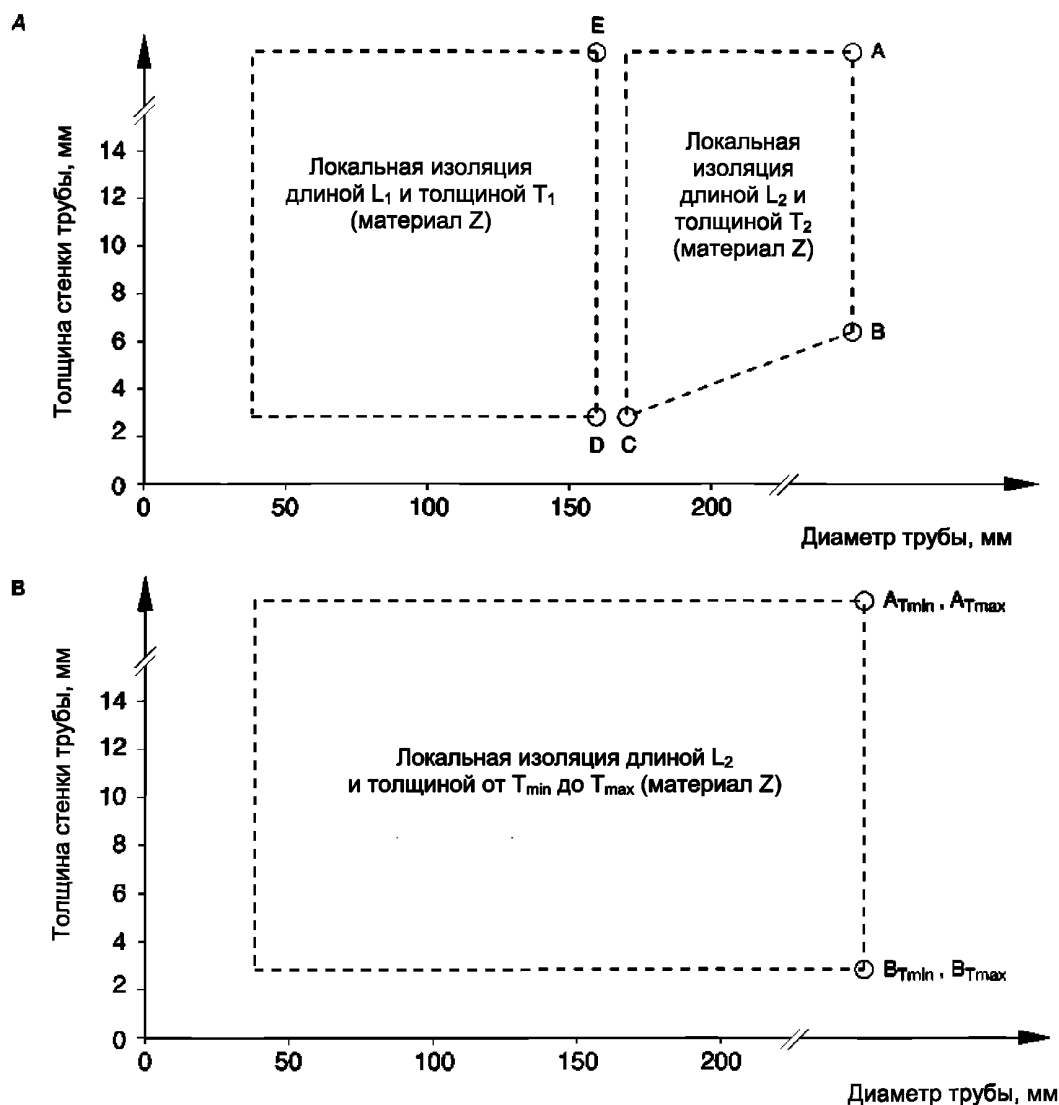 A
E
A
Толщина стенки трубы, мм
14
12
10
8
6
4
2
0
Локальная изоляция
длиной L₁ и толщиной T₁
(материал Z)
Локальная
изоляция
длиной L₂ и
толщиной T₂
(материал Z)
B
D
C
0
50
100
150
200
Диаметр трубы, мм
B
A_Tmin , A_Tmax
Толщина стенки трубы, мм
14
12
10
8
6
4
2
0
Локальная изоляция длиной L₂
и толщиной от T_min до T_max (материал Z)
B_Tmin , B_Tmax
0
50
100
150
200
Диаметр трубы, мм